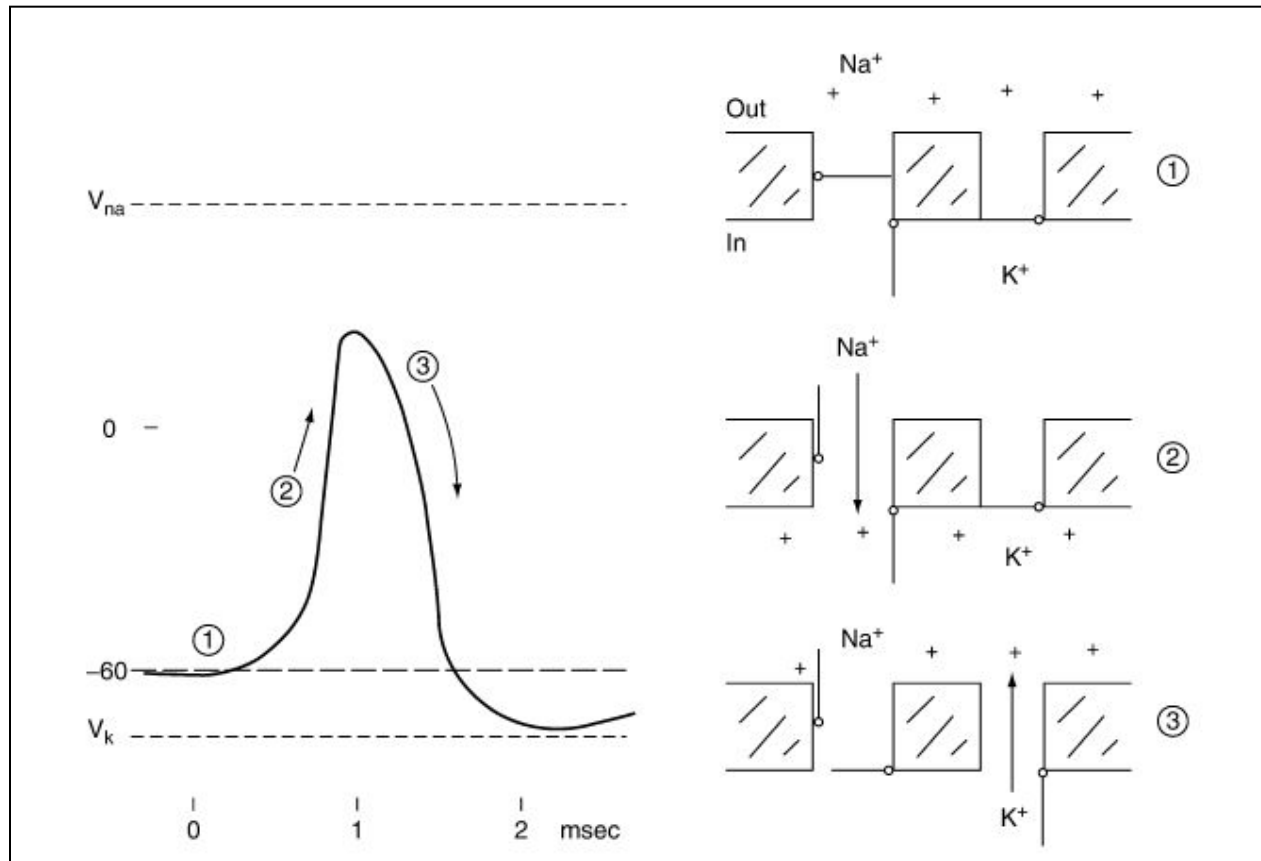 V_na
0
–60
V_k
①
②
③
0 1 2 msec
Na⁺
+ + + +
Out
In
K⁺
①
Na⁺
+ + + +
K⁺
②
Na⁺
+ + + +
K⁺
③